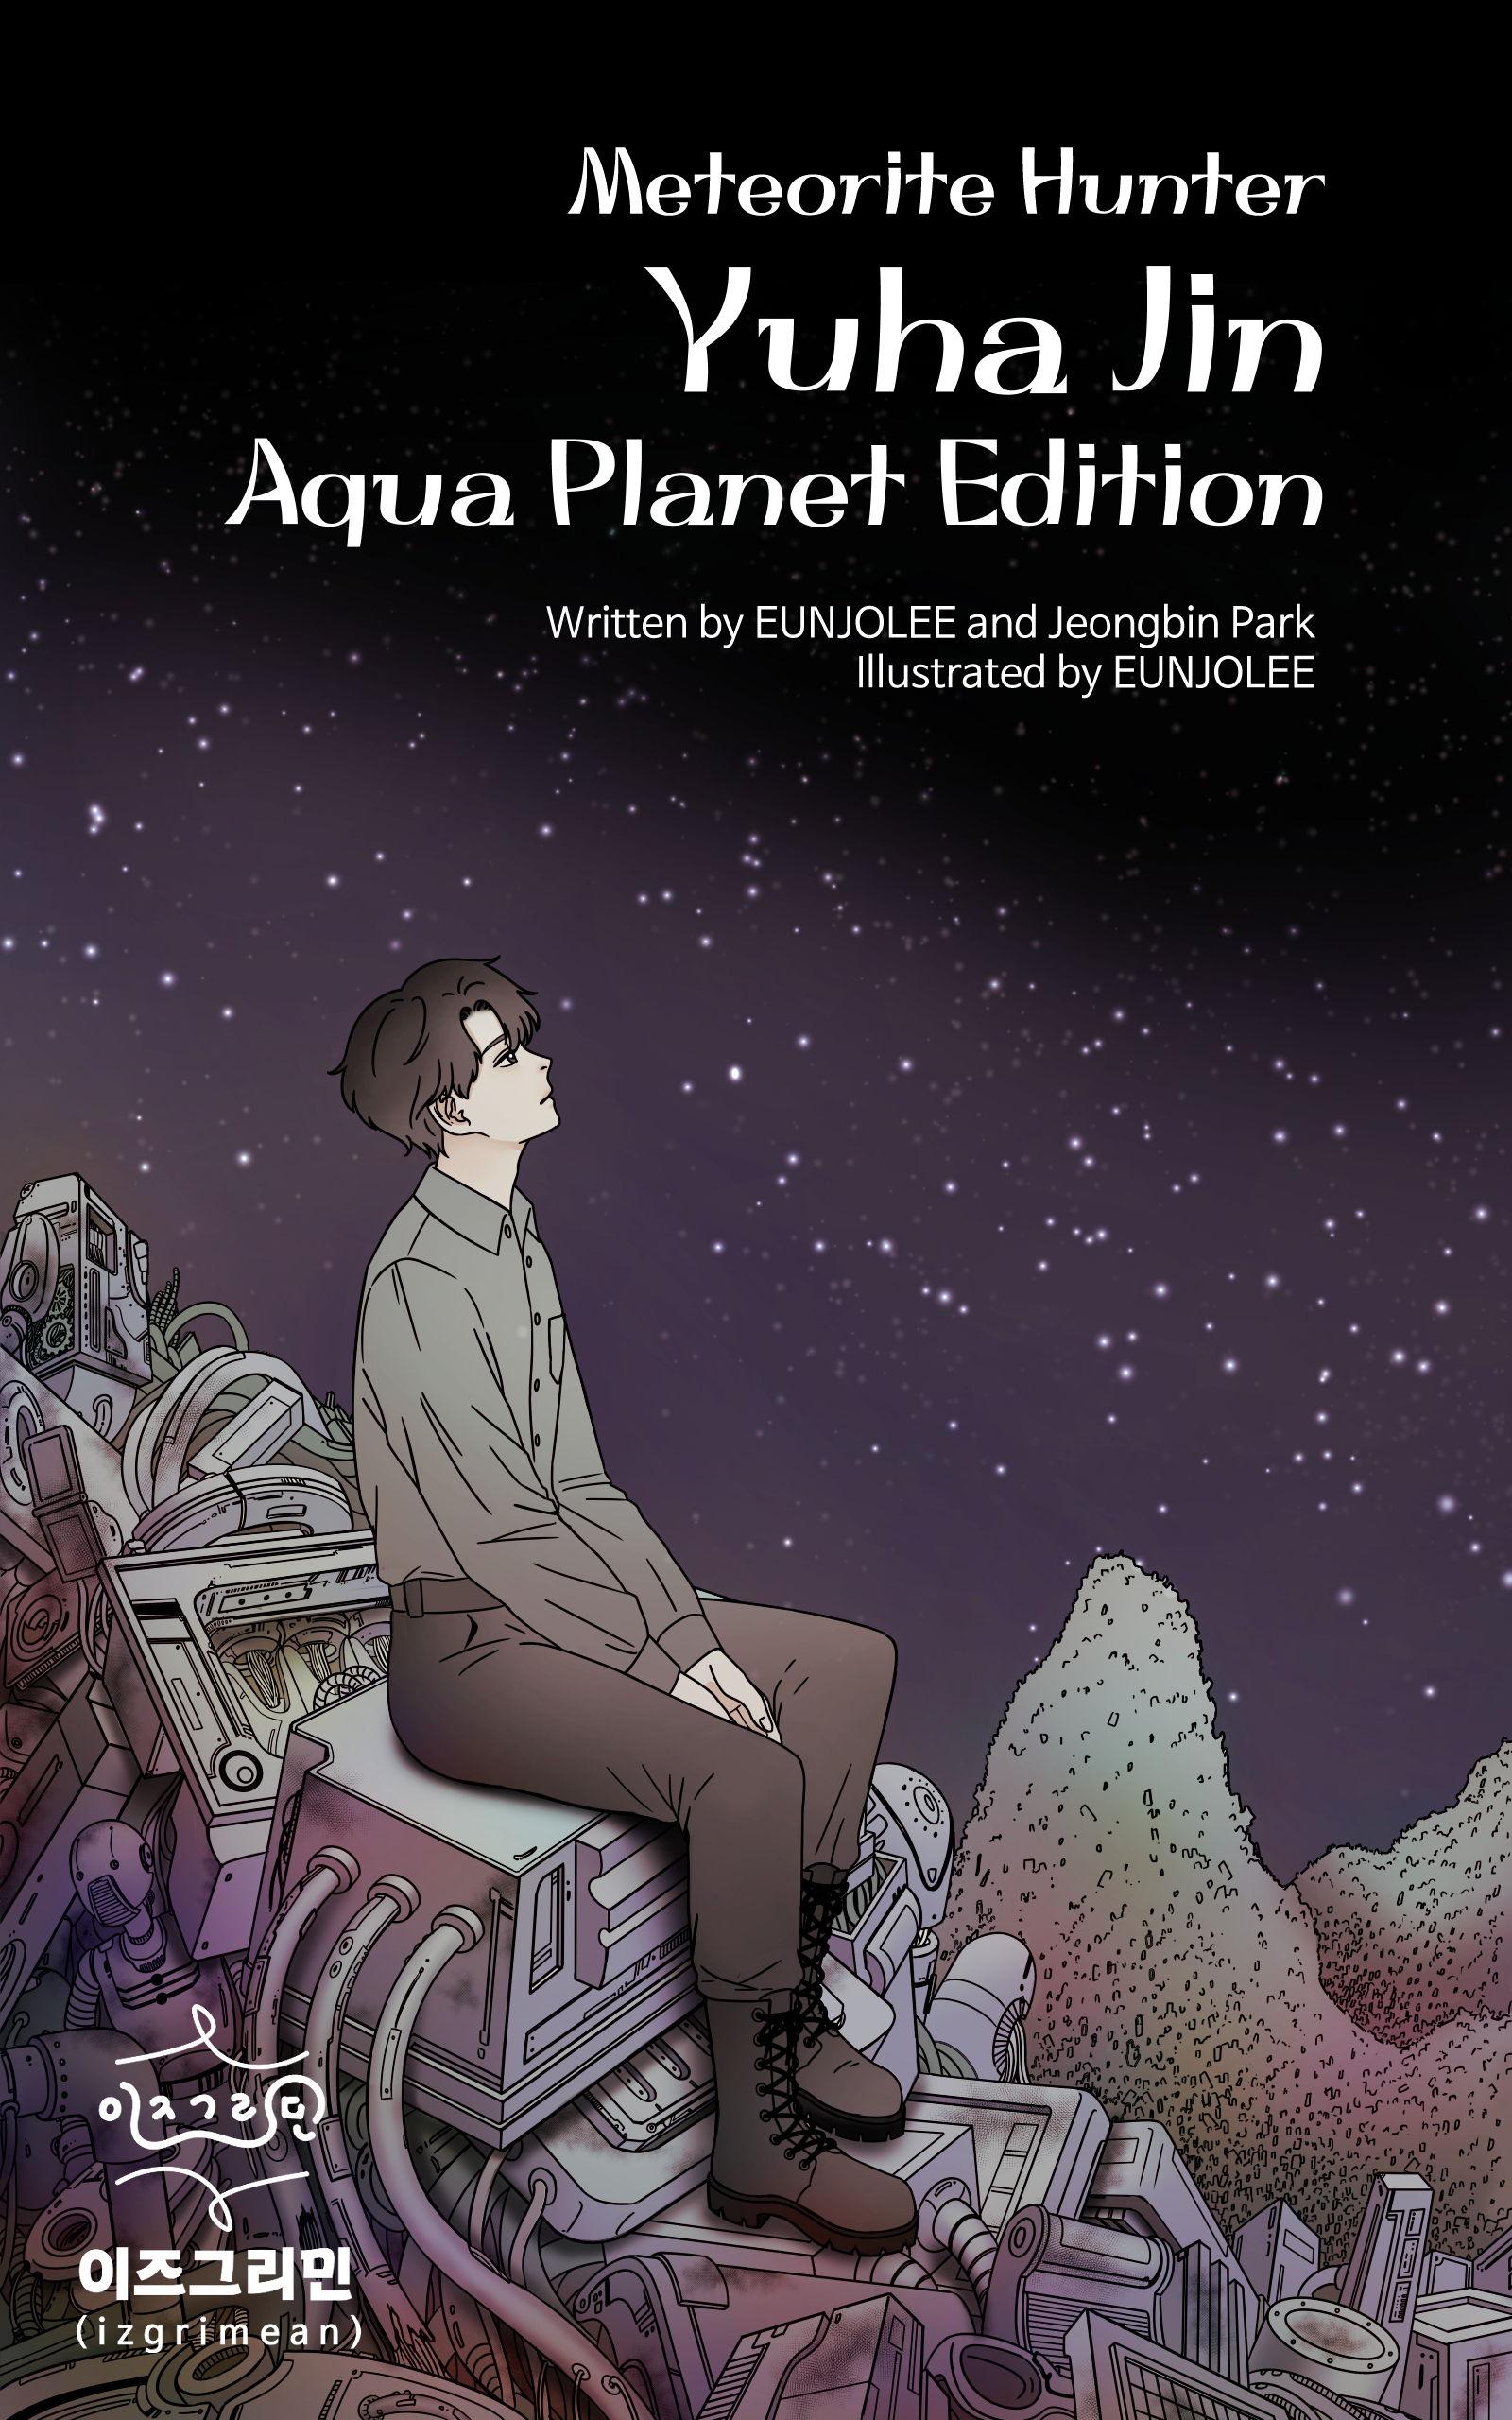 Meteorite Hunter
Yuha Jin
Aqua Planet Edition
Written by EUNJOLEE and Jeongbin Park
Illustrated by EUNJOLEE
이즈그리민
이즈그리민
(izgrimean)